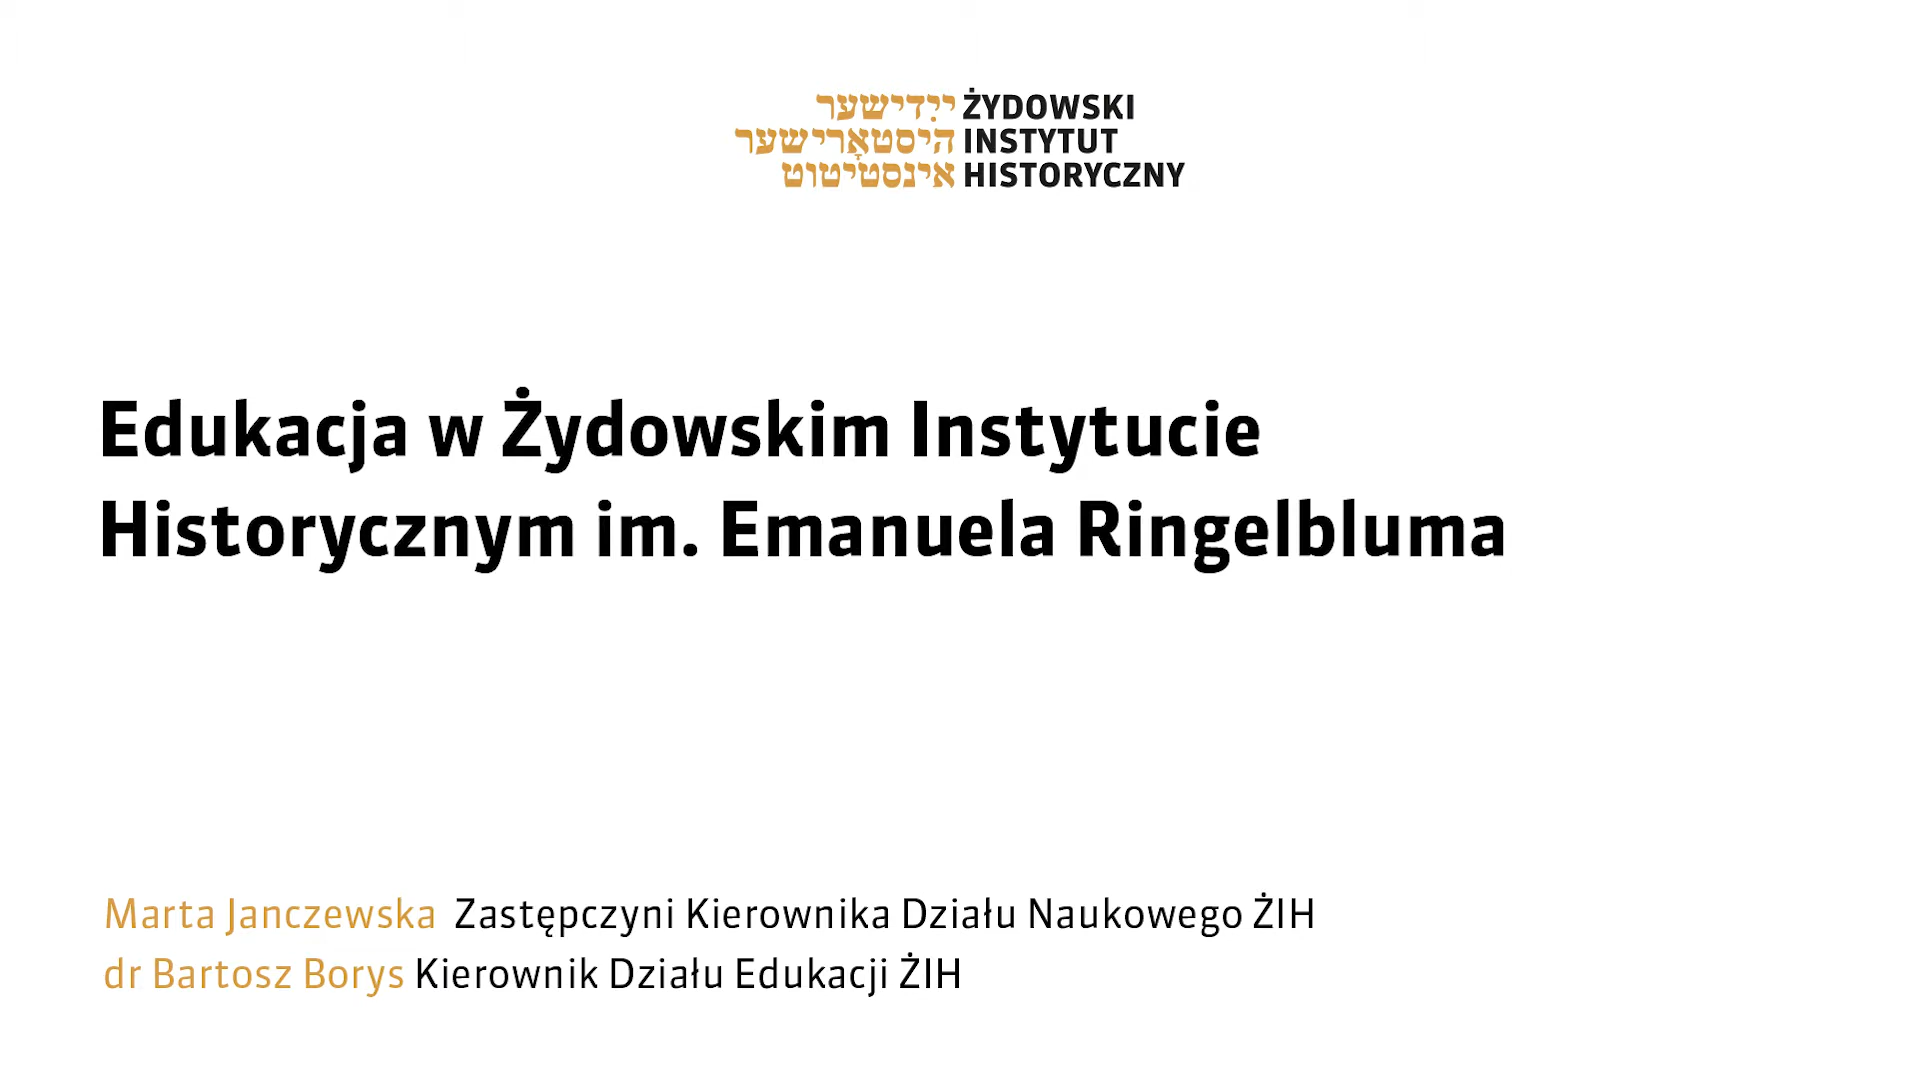 ייִדישער ŻYDOWSKI
היסטאָרישער INSTYTUT
אינסטיטוט HISTORYCZNY
Edukacja w Żydowskim Instytucie
Historycznym im. Emanuela Ringelbluma
Marta Janczewska Zastępczyni Kierownika Działu Naukowego ŻIH
dr Bartosz Borys Kierownik Działu Edukacji ŻIH